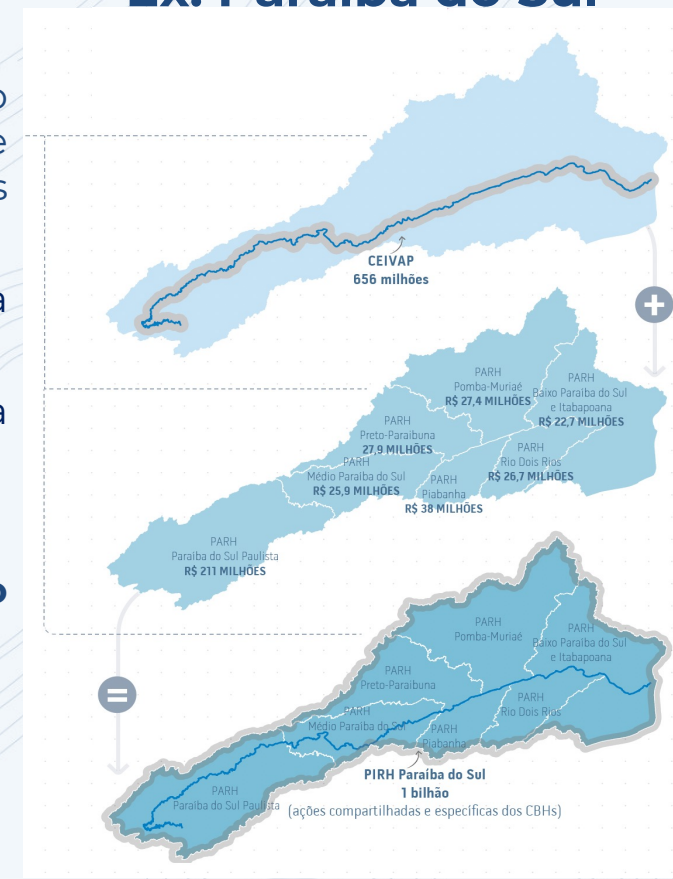 Ex: Paraíba do Sul
o
e
s
a
a
o
CEIVAP
656 milhões
+
PARH
Pomba-Muriaé
R$ 27,4 MILHÕES
PARH
Baixo Paraíba do Sul
e Itabapoana
R$ 22,7 MILHÕES
PARH
Preto-Paraibuna
27,9 MILHÕES
PARH
Médio Paraíba do Sul
R$ 25,9 MILHÕES
PARH
Rio Dois Rios
R$ 26,7 MILHÕES
PARH
Piabanha
R$ 38 MILHÕES
PARH
Paraíba do Sul Paulista
R$ 211 MILHÕES
=
PARH
Pomba-Muriaé
PARH
Baixo Paraíba do Sul
e Itabapoana
PARH
Preto-Paraibuna
PARH
Rio Dois Rios
PARH
Médio Paraíba do Sul
PARH
Piabanha
PARH
Paraíba do Sul Paulista
PIRH Paraíba do Sul
1 bilhão
(ações compartilhadas e específicas dos CBHs)